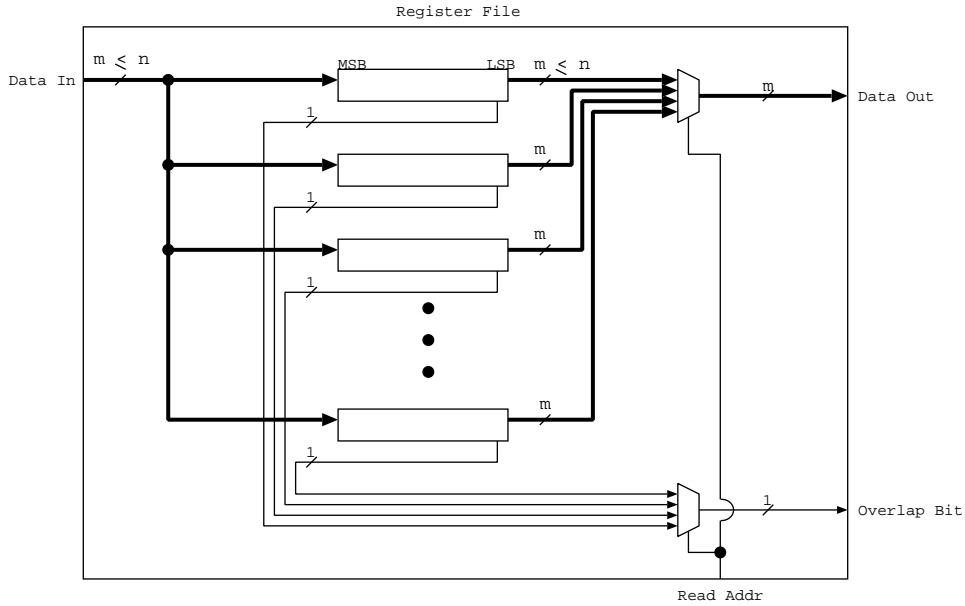 Register File
m ≤ n
MSB LSB
m ≤ n
Data In
m
Data Out
1
m
1
m
1
m
1
1
Overlap Bit
Read Addr